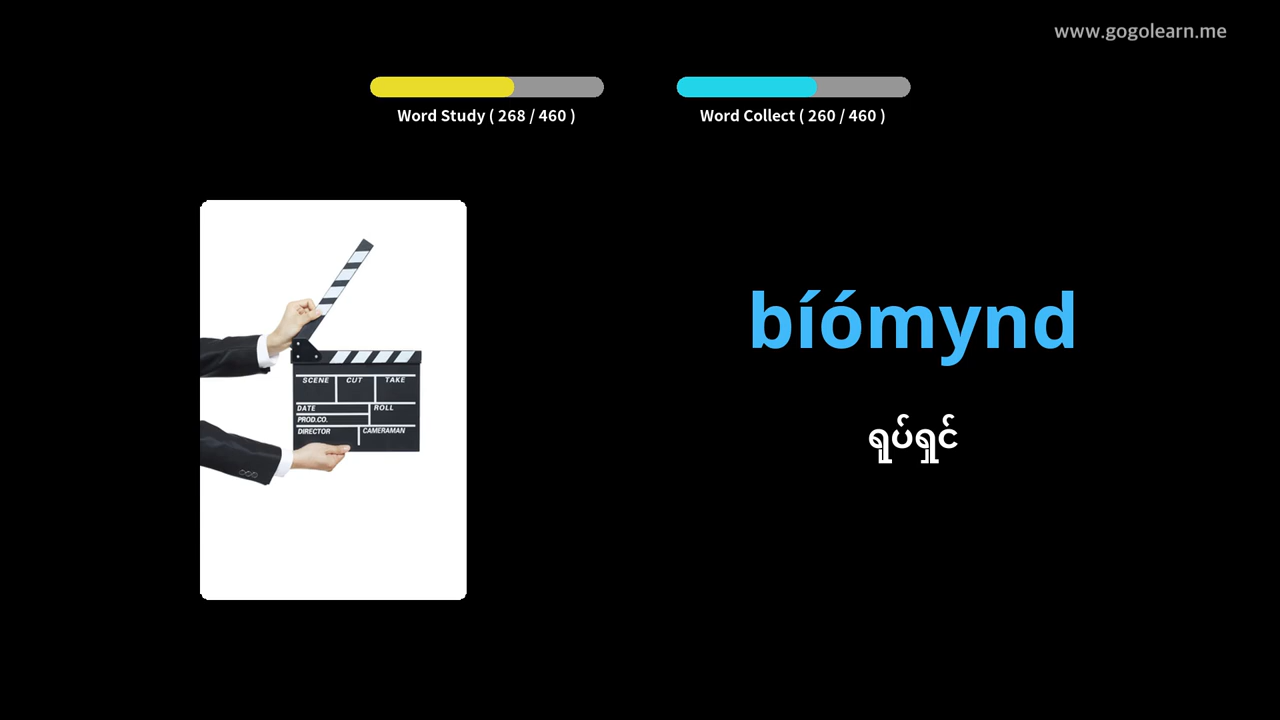 www.gogolearn.me
Word Study ( 268 / 460 )
Word Collect ( 260 / 460 )
SCENE CUT TAKE
DATE ROLL
PROD.CO.
DIRECTOR CAMERAMAN
bíómynd
ရုပ်ရှင်